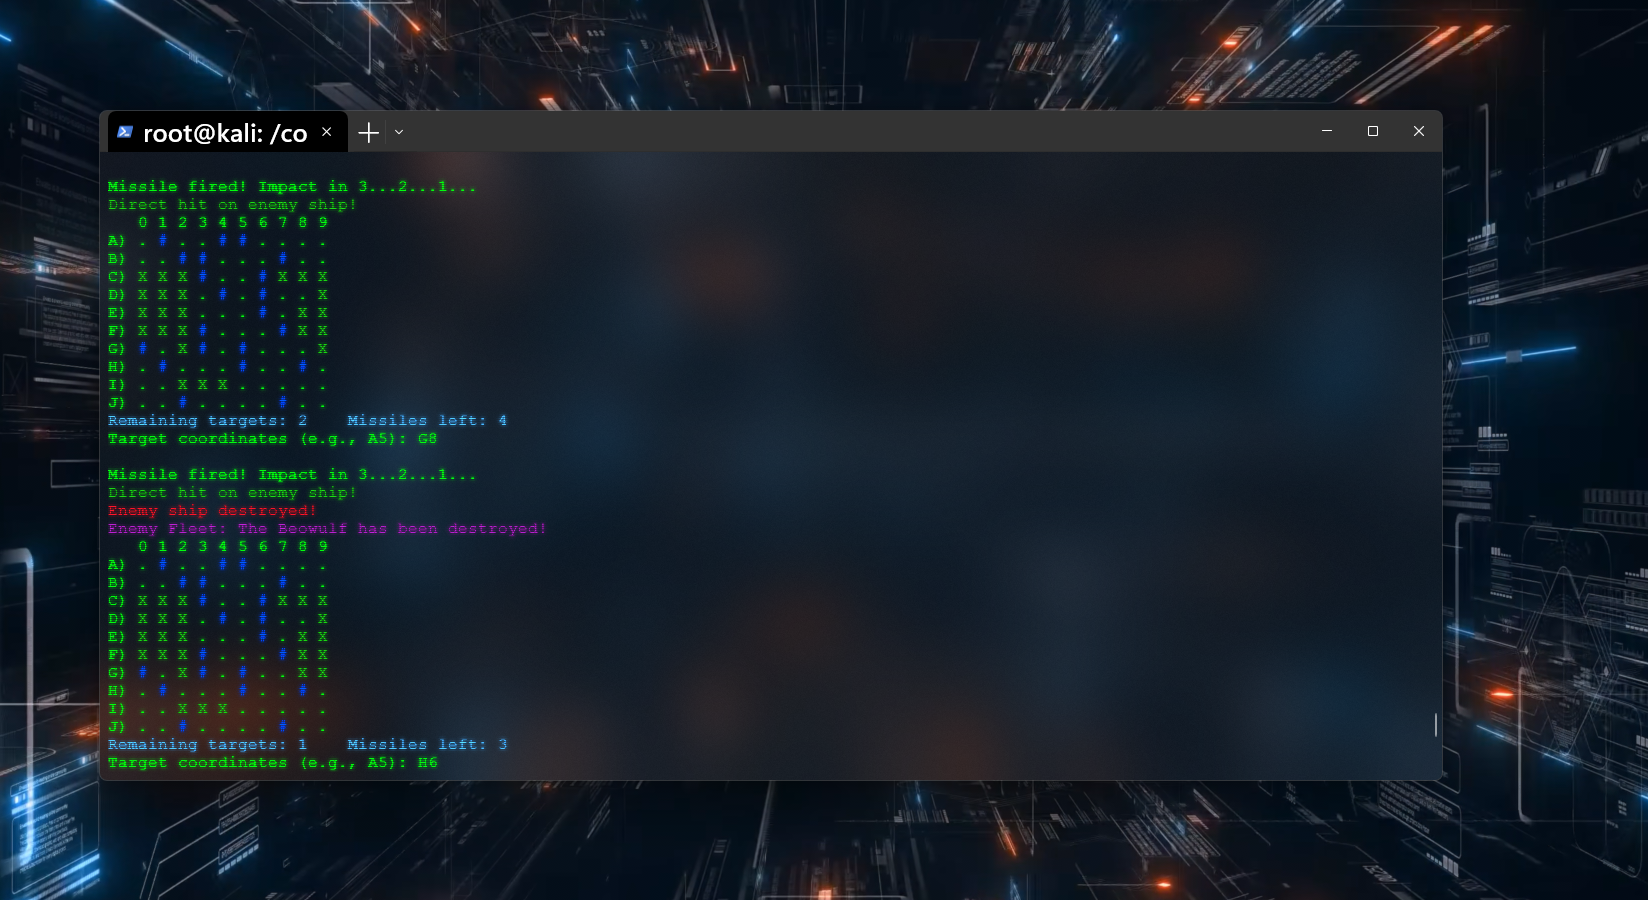 root@kali: /co
Missile fired! Impact in 3...2...1...
Direct hit on enemy ship!
0 1 2 3 4 5 6 7 8 9
A) . # . . # # . . . .
B) . . # # . . . # . .
C) X X X # . . # X X X
D) X X X . # . # . . X
E) X X X . . . # . X X
F) X X X # . . . # X X
G) # . X # . # . . . X
H) . # . . . # . . # .
I) . . X X X . . . . .
J) . . # . . . . # . .
Remaining targets: 2 Missiles left: 4
Target coordinates (e.g., A5): G8
Missile fired! Impact in 3...2...1...
Direct hit on enemy ship!
Enemy ship destroyed!
Enemy Fleet: The Beowulf has been destroyed!
0 1 2 3 4 5 6 7 8 9
A) . # . . # # . . . .
B) . . # # . . . # . .
C) X X X # . . # X X X
D) X X X . # . # . . X
E) X X X . . . # . X X
F) X X X # . . . # X X
G) # . X # . # . . X X
H) . # . . . # . . # .
I) . . X X X . . . . .
J) . . # . . . . # . .
Remaining targets: 1 Missiles left: 3
Target coordinates (e.g., A5): H6